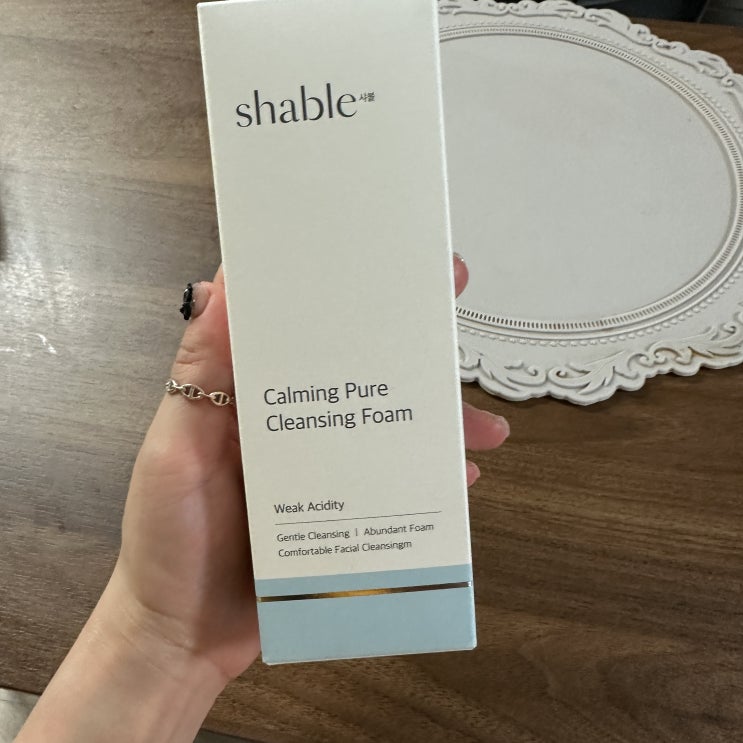 shable 샤블
Calming Pure
Cleansing Foam
Weak Acidity
Gentle Cleansing | Abundant Foam
Comfortable Facial Cleansingm